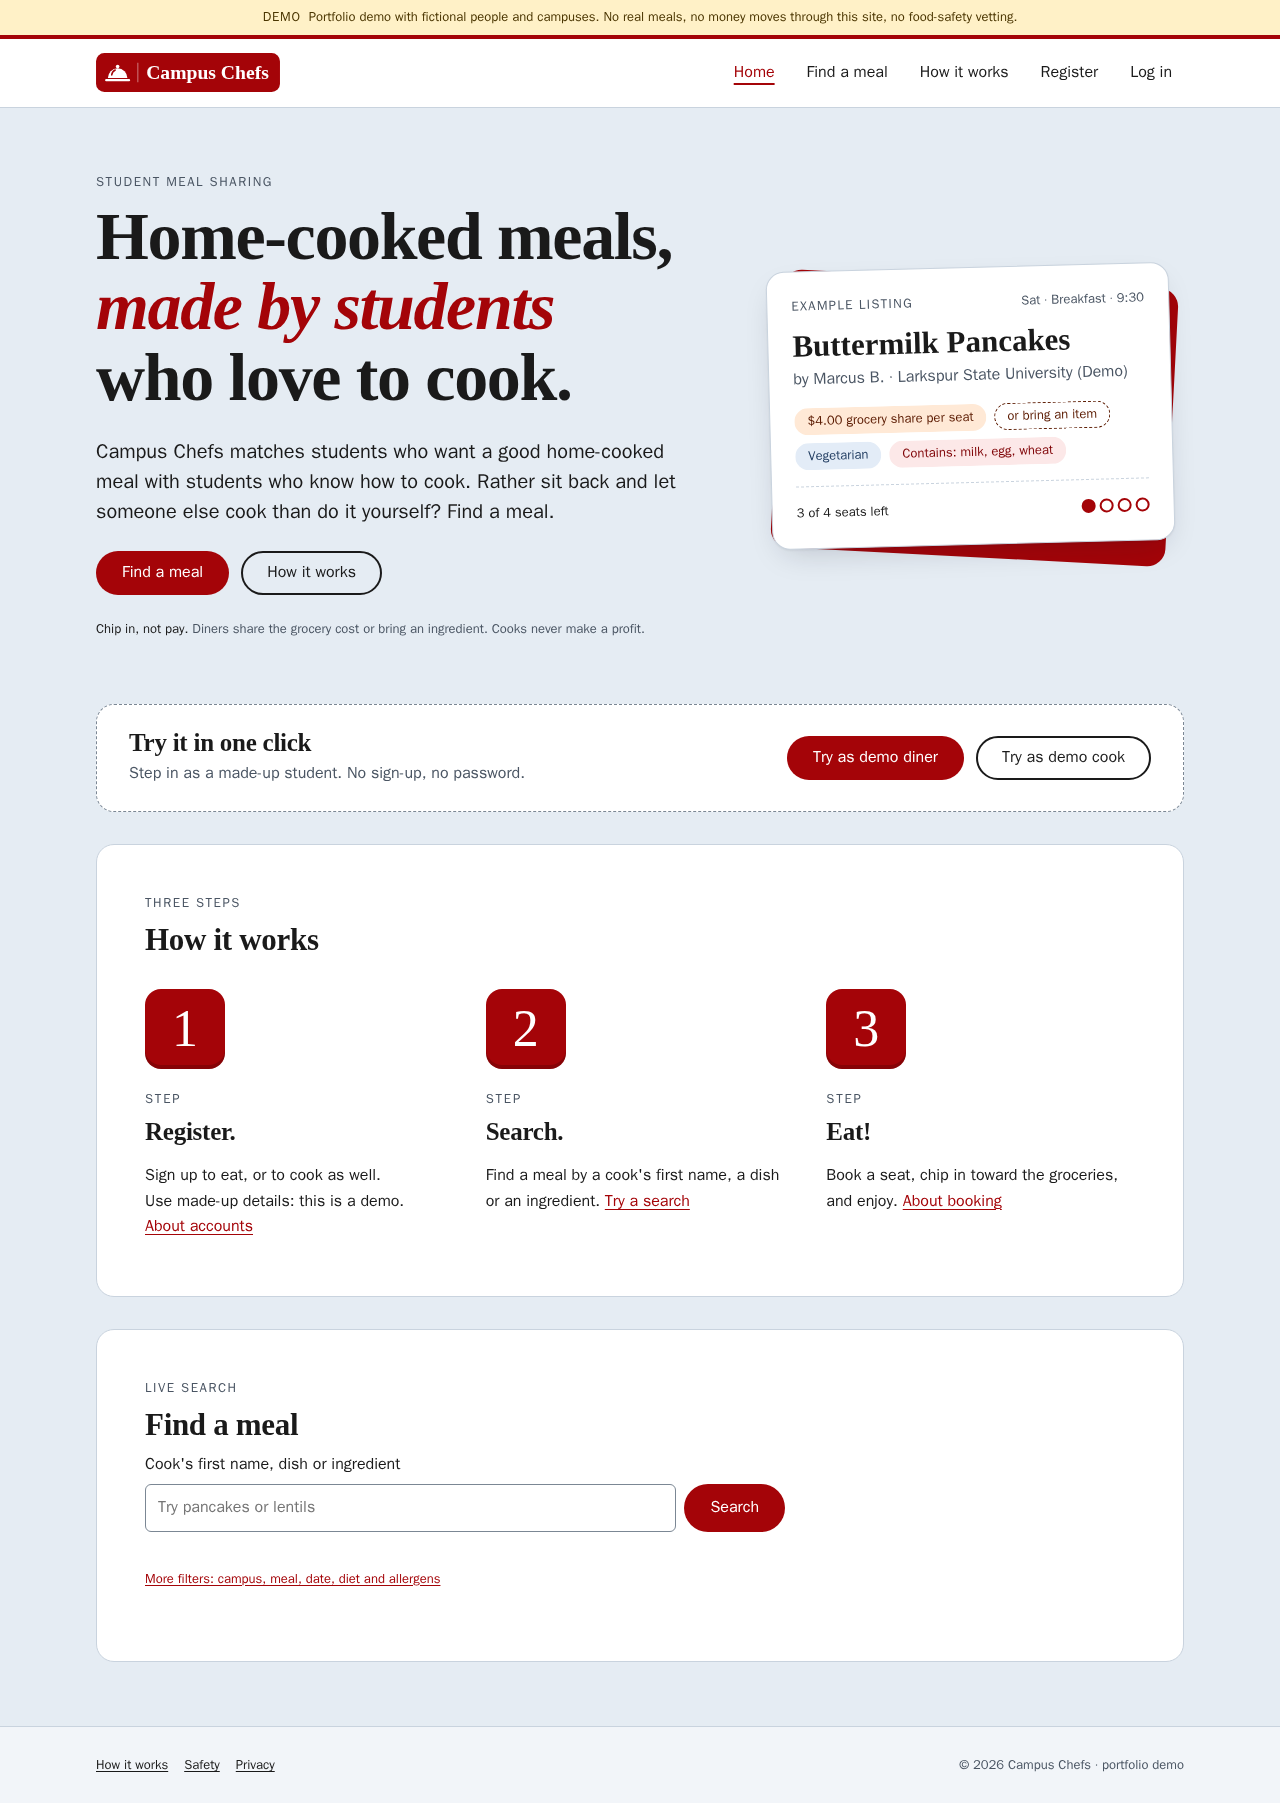 DEMO Portfolio demo with fictional people and campuses. No real meals, no money moves through this site, no food-safety vetting.
Campus Chefs
Home Find a meal How it works Register Log in
STUDENT MEAL SHARING
Home-cooked meals,
made by students
who love to cook.
Campus Chefs matches students who want a good home-cooked
meal with students who know how to cook. Rather sit back and let
someone else cook than do it yourself? Find a meal.
Find a meal How it works
Chip in, not pay. Diners share the grocery cost or bring an ingredient. Cooks never make a profit.
EXAMPLE LISTING Sat · Breakfast · 9:30
Buttermilk Pancakes
by Marcus B. · Larkspur State University (Demo)
$4.00 grocery share per seat or bring an item
Vegetarian Contains: milk, egg, wheat
3 of 4 seats left
Try it in one click
Step in as a made-up student. No sign-up, no password.
Try as demo diner Try as demo cook
THREE STEPS
How it works
1
STEP
Register.
Sign up to eat, or to cook as well.
Use made-up details: this is a demo.
About accounts
2
STEP
Search.
Find a meal by a cook's first name, a dish
or an ingredient. Try a search
3
STEP
Eat!
Book a seat, chip in toward the groceries,
and enjoy. About booking
LIVE SEARCH
Find a meal
Cook's first name, dish or ingredient
Try pancakes or lentils Search
More filters: campus, meal, date, diet and allergens
How it works Safety Privacy © 2026 Campus Chefs · portfolio demo